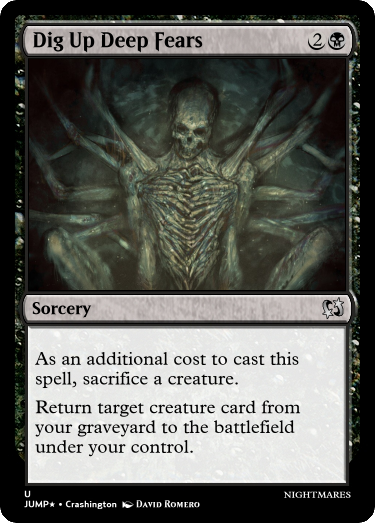 Dig Up Deep Fears 2
Sorcery
As an additional cost to cast this
spell, sacrifice a creature.
Return target creature card from
your graveyard to the battlefield
under your control.
U
JUMP★ • Crashington David Romero
NIGHTMARES